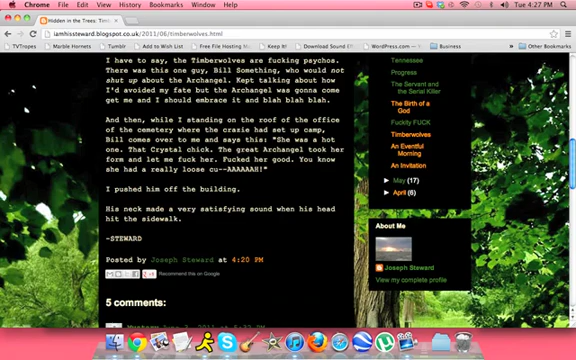 Chrome File Edit View History Bookmarks Window Help
Tue 4:27 PM
Hidden in the Trees: Tim
iamhissteward.blogspot.co.uk/2011/06/timberwolves.html
TVTropes Marble Hornets Tumblr Add to Wish List Free File Hosting Keep It Download Sound Ef WordPress.com Business Other Bookmarks
I have to say, the Timberwolves are fucking psychos.
There was this one guy, Bill Something, who would not
shut up about the Archangel. Kept talking about how
I'd avoided my fate but the Archangel was gonna come
get me and I should embrace it and blah blah blah.
And then, while I standing on the roof of the office
of the cemetery where the crazie had set up camp,
Bill comes over to me and says this: "She was a hot
one. That Crystal chick. The great Archangel took her
form and let me fuck her. Fucked her good. You know
she had a really loose cu--AAAAAAH!"
I pushed him off the building.
His neck made a very satisfying sound when his head
hit the sidewalk.
-STEWARD
Posted by Joseph Steward at 4:20 PM
Recommend this on Google
5 comments:
Tennessee
Progress
The Servant and
the Serial Killer
The Birth of a
God
Fuckity FUCK
Timberwolves
An Eventful
Morning
An Invitation
► May (17)
► April (6)
About Me
Joseph Steward
View my complete profile